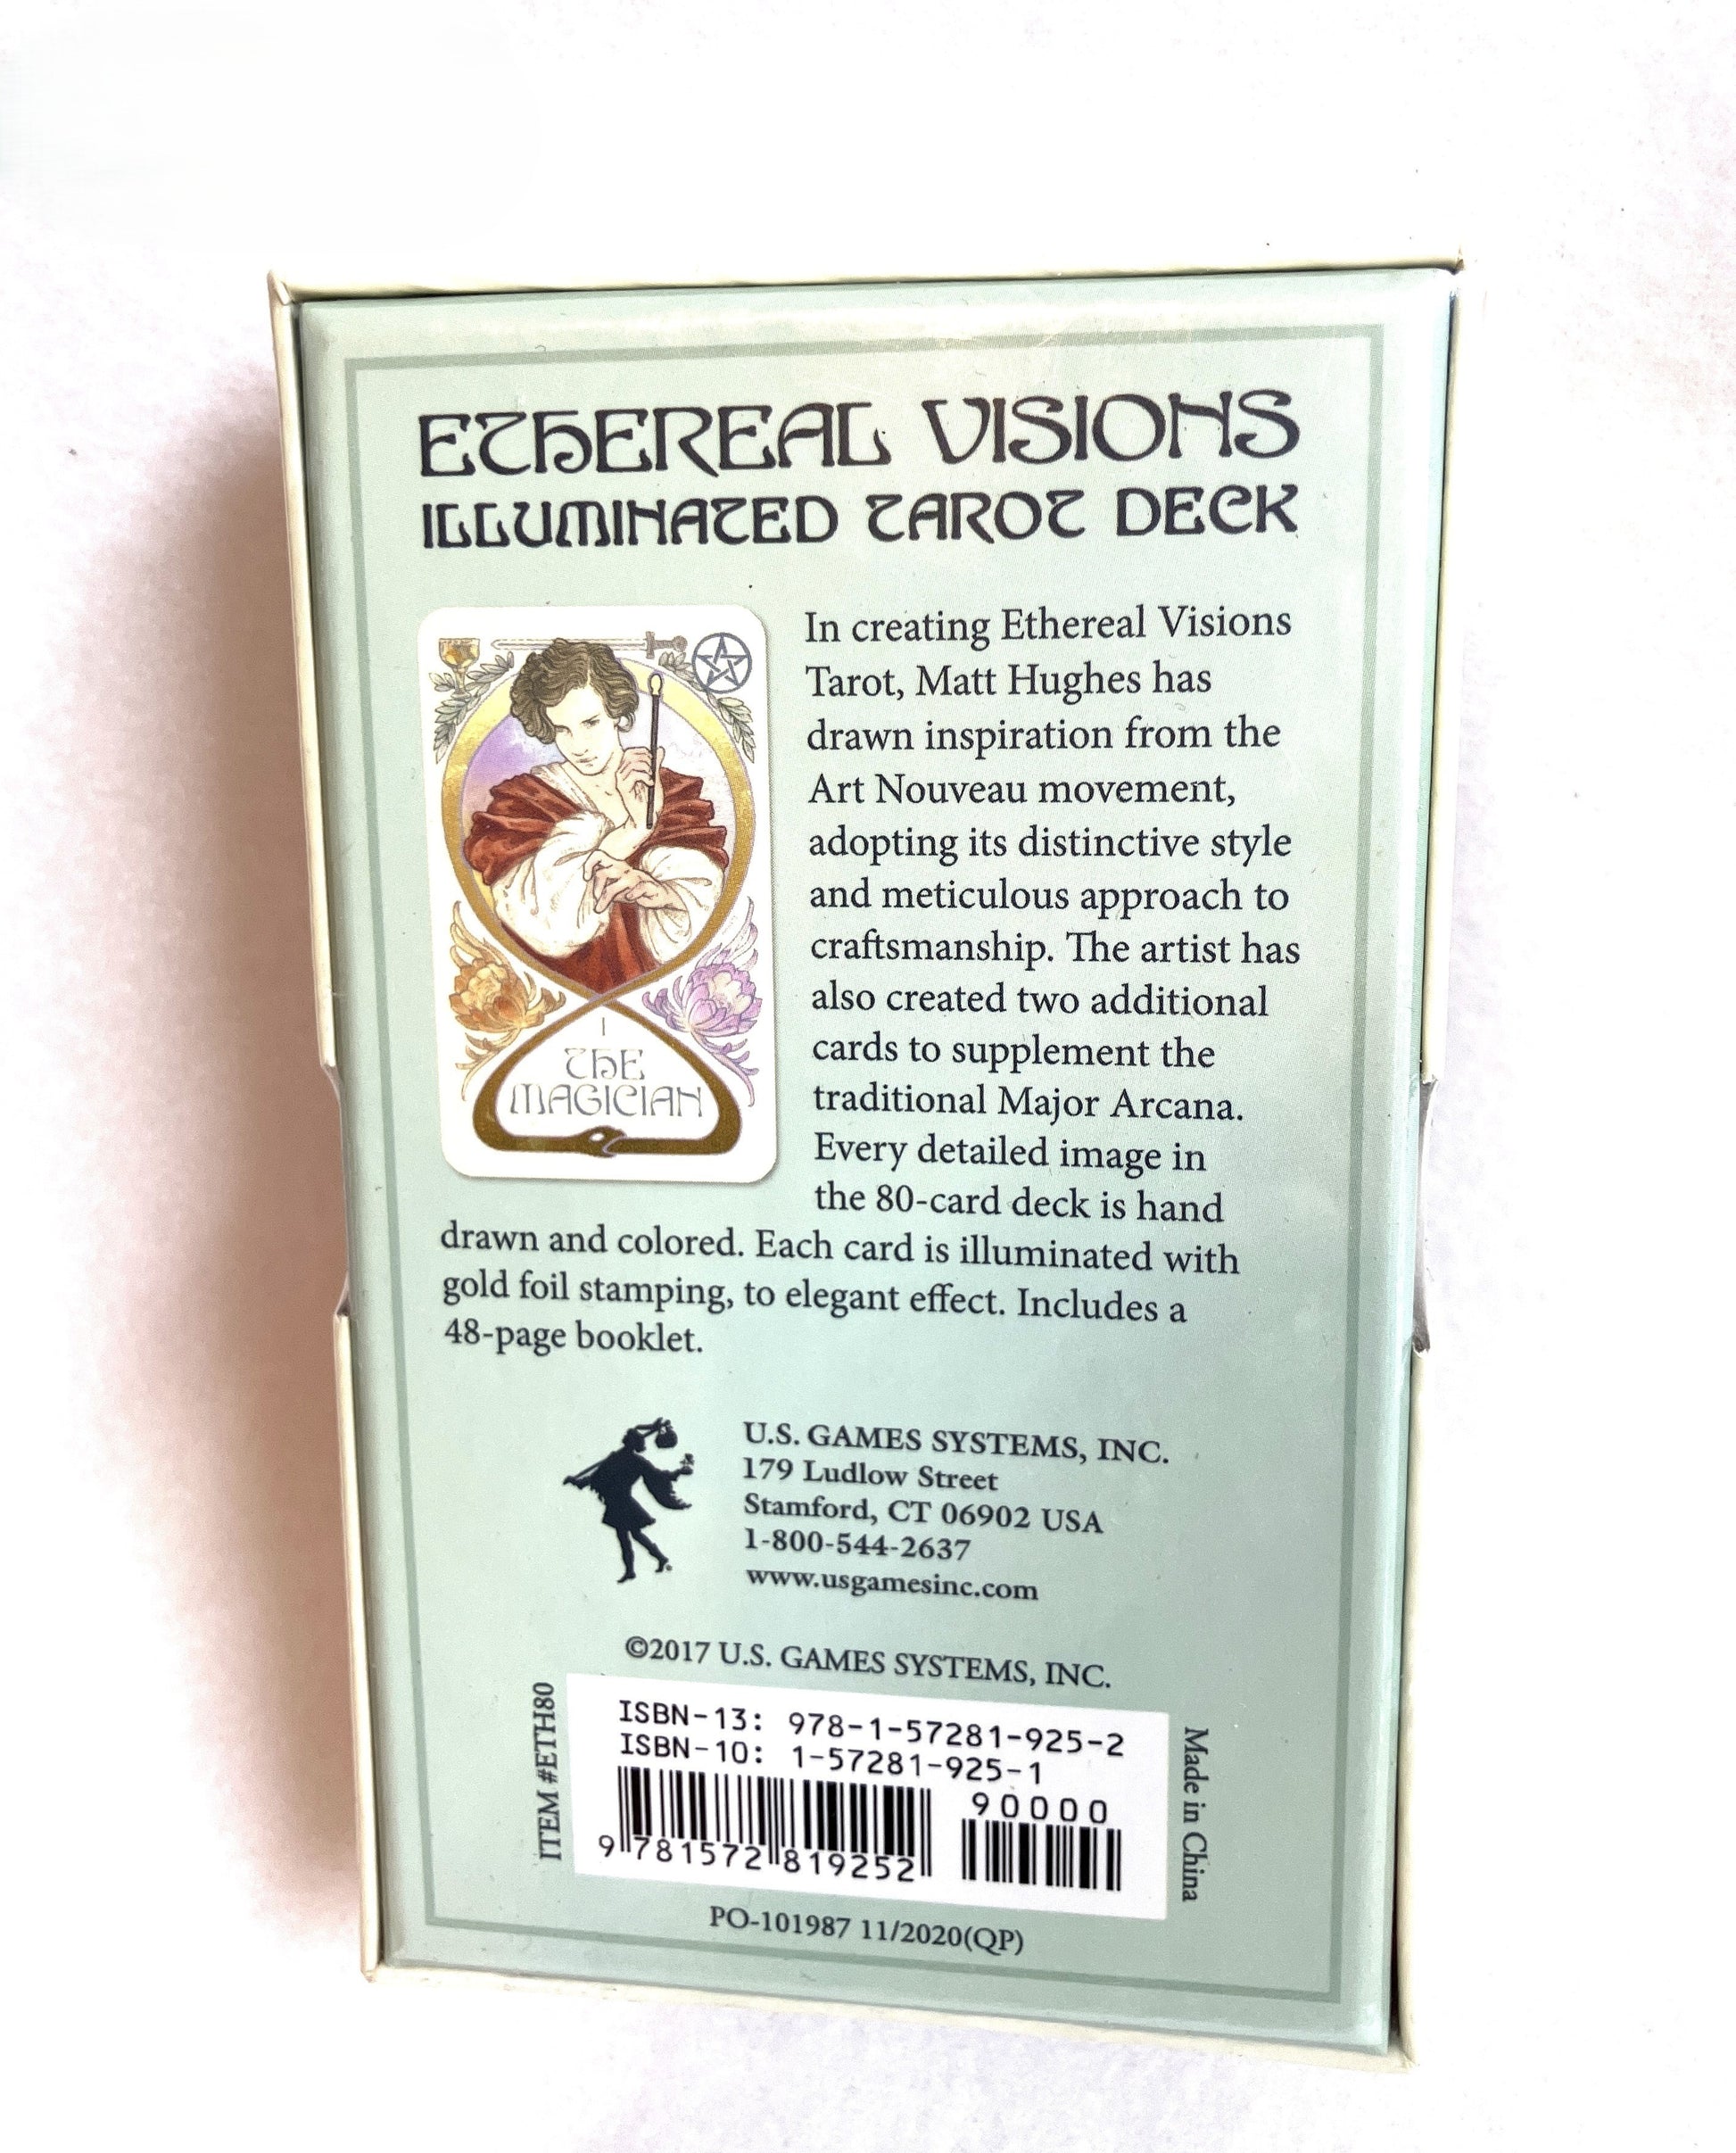 ETHEREAL VISIONS
ILLUMINATED TAROT DECK
I
THE
MAGICIAN
In creating Ethereal Visions
Tarot, Matt Hughes has
drawn inspiration from the
Art Nouveau movement,
adopting its distinctive style
and meticulous approach to
craftsmanship. The artist has
also created two additional
cards to supplement the
traditional Major Arcana.
Every detailed image in
the 80-card deck is hand
drawn and colored. Each card is illuminated with
gold foil stamping, to elegant effect. Includes a
48-page booklet.
U.S. GAMES SYSTEMS, INC.
179 Ludlow Street
Stamford, CT 06902 USA
1-800-544-2637
www.usgamesinc.com
©2017 U.S. GAMES SYSTEMS, INC.
ITEM #ETH80
ISBN-13: 978-1-57281-925-2
ISBN-10: 1-57281-925-1
90000
9 781572 819252
Made in China
PO-101987 11/2020(QP)